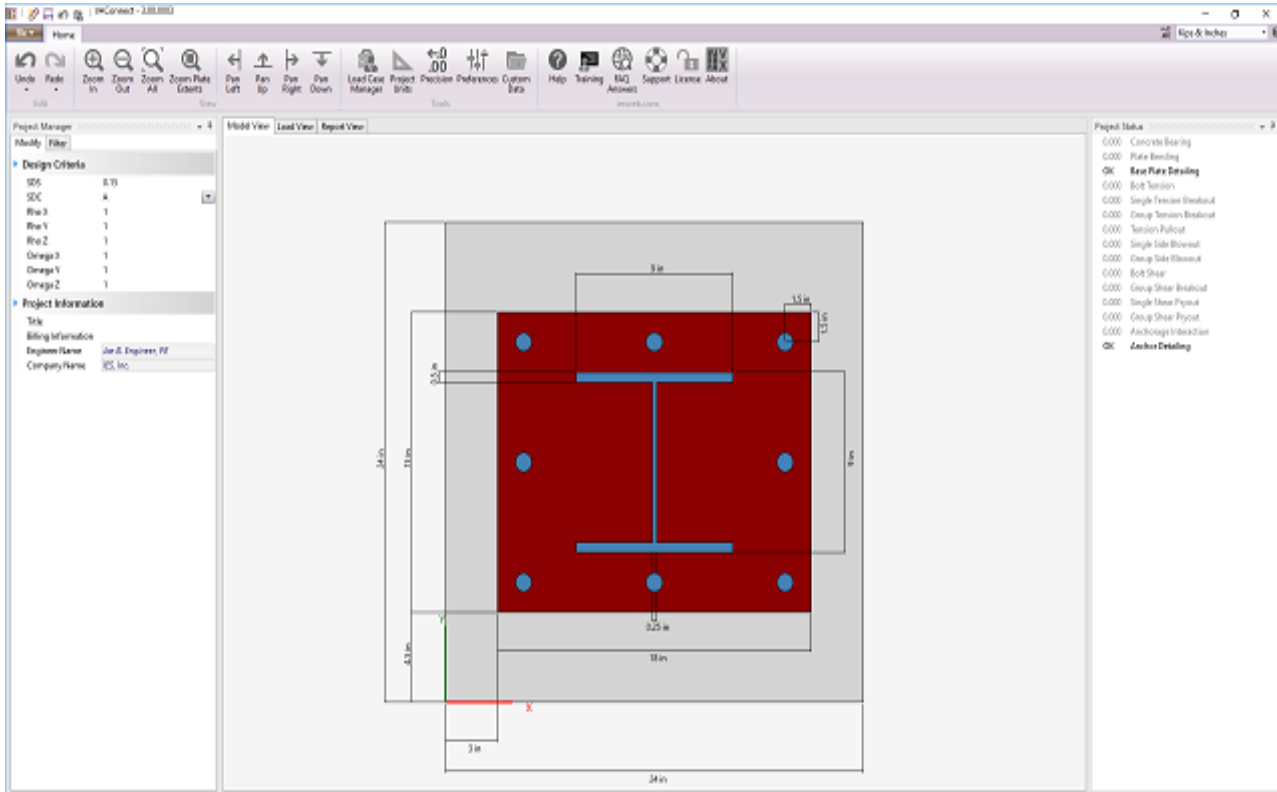 Home
Kips & Inches
Undo Redo Zoom In Zoom Out Zoom All Zoom Plate Extents Pan Left Pan Up Pan Right Pan Down Load Case Manager Project Units Precision Preferences Custom Data Help Training FAQ Answers Support License About
Edit View Tools iesweb.com
Project Manager
Modify Filter
Design Criteria
SDS 0.15
SDC A
Rho X 1
Rho Y 1
Rho Z 1
Omega X 1
Omega Y 1
Omega Z 1
Project Information
Title
Billing Information
Engineer Name Joe B. Engineer, PE
Company Name IES, Inc.
Model View Load View Report View
9 in
1.5 in
1.5 in
0.5 in
24 in
9 in
0.25 in
18 in
Y
X
3 in
24 in
Project Status
0.000 Concrete Bearing
0.000 Plate Bending
OK Base Plate Detailing
0.000 Bolt Tension
0.000 Single Tension Breakout
0.000 Group Tension Breakout
0.000 Tension Pullout
0.000 Single Side Blowout
0.000 Group Side Blowout
0.000 Bolt Shear
0.000 Group Shear Breakout
0.000 Single Shear Pryout
0.000 Group Shear Pryout
0.000 Anchorage Interaction
OK Anchor Detailing